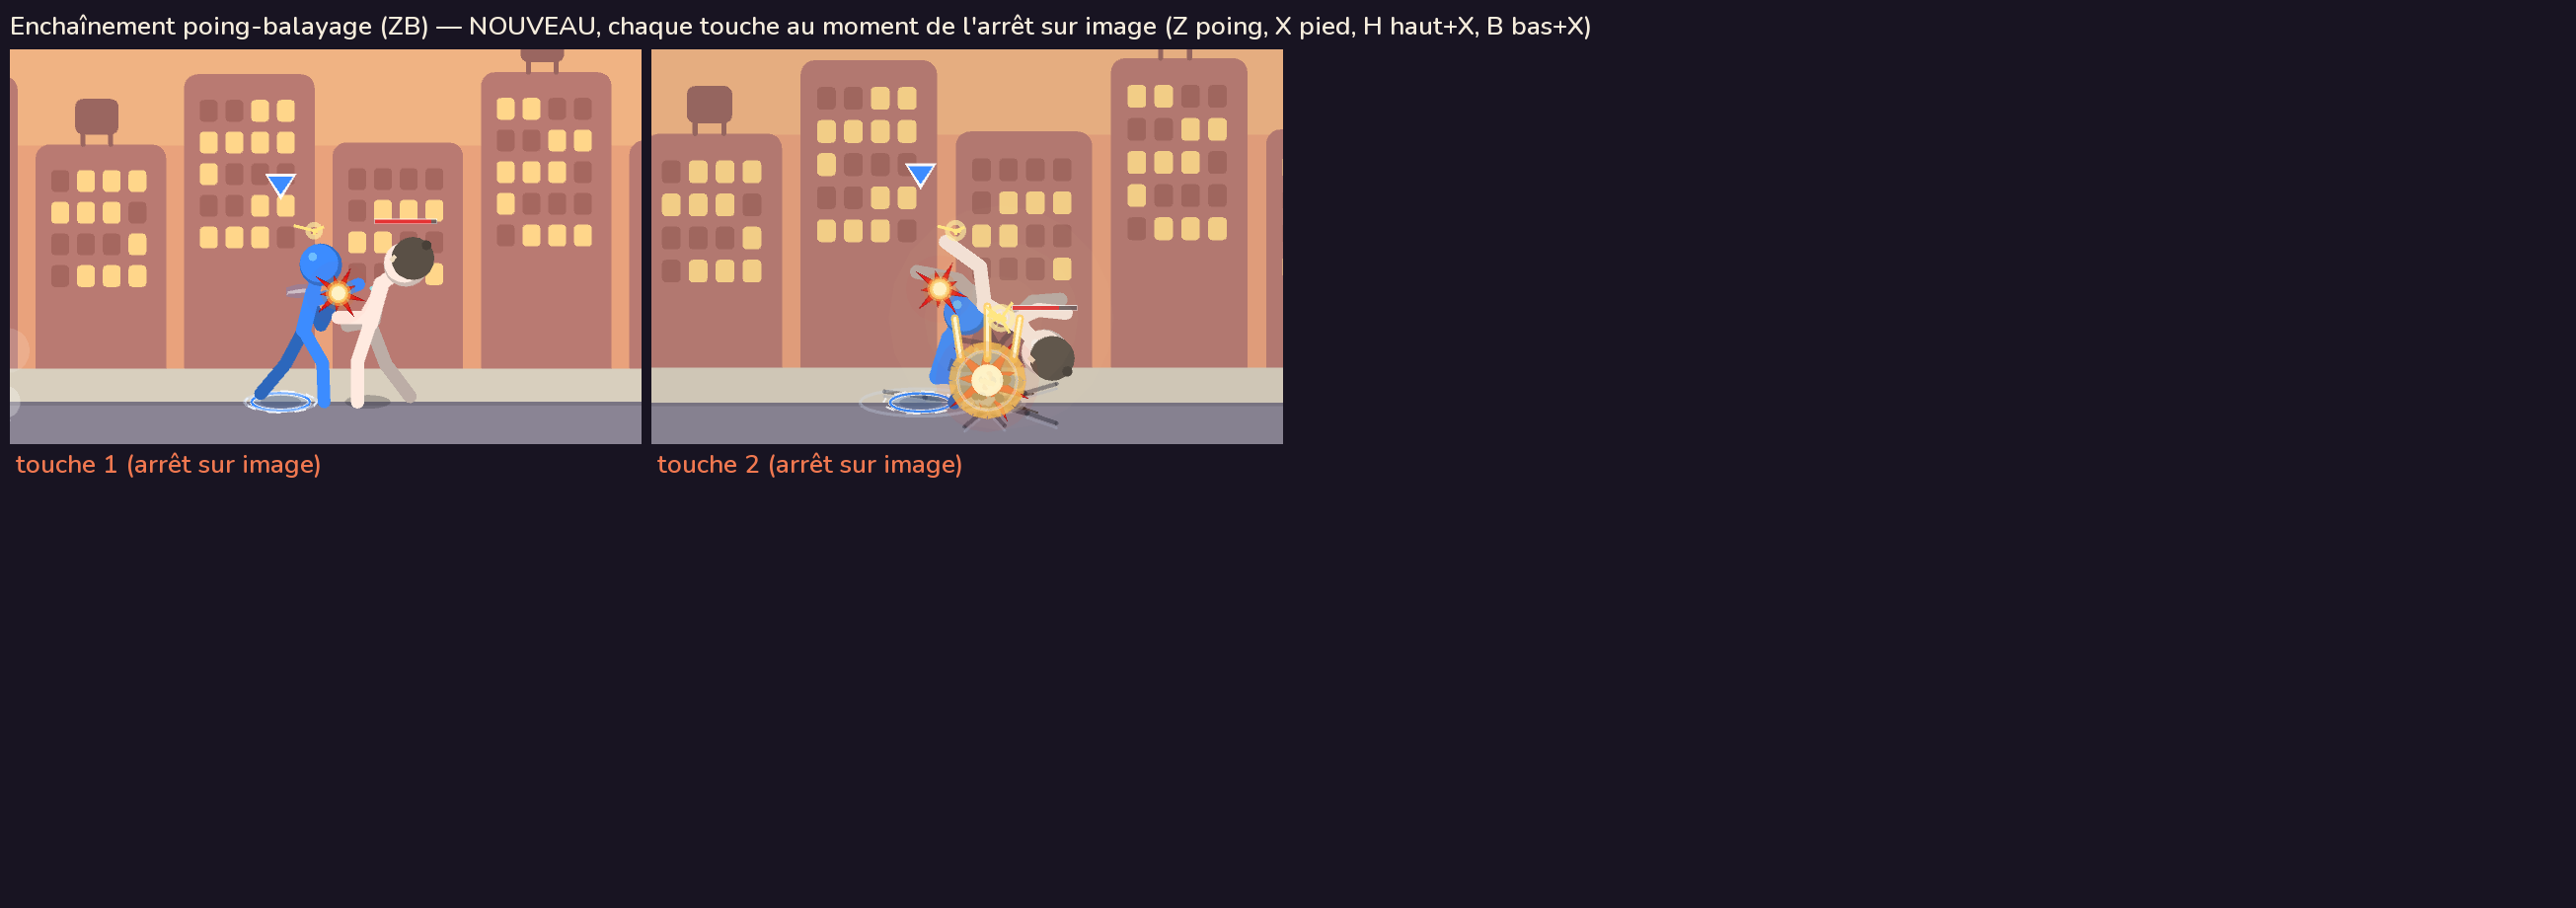 Enchaînement poing-balayage (ZB) — NOUVEAU, chaque touche au moment de l'arrêt sur image (Z poing, X pied, H haut+X, B bas+X)
touche 1 (arrêt sur image)
touche 2 (arrêt sur image)